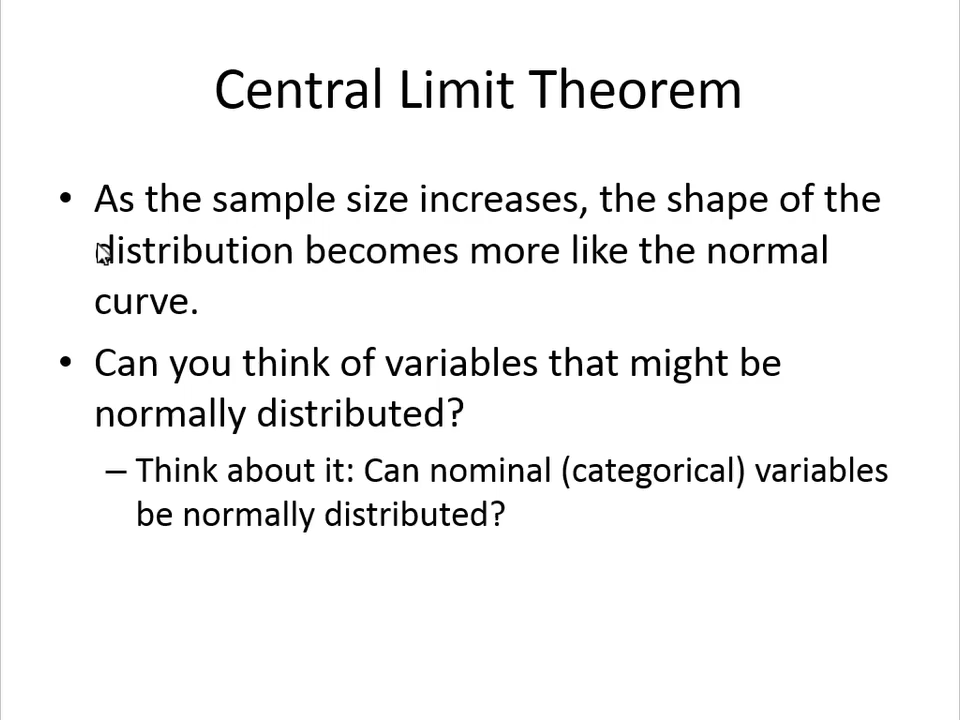 Central Limit Theorem
• As the sample size increases, the shape of the
distribution becomes more like the normal
curve.
• Can you think of variables that might be
normally distributed?
– Think about it: Can nominal (categorical) variables
be normally distributed?